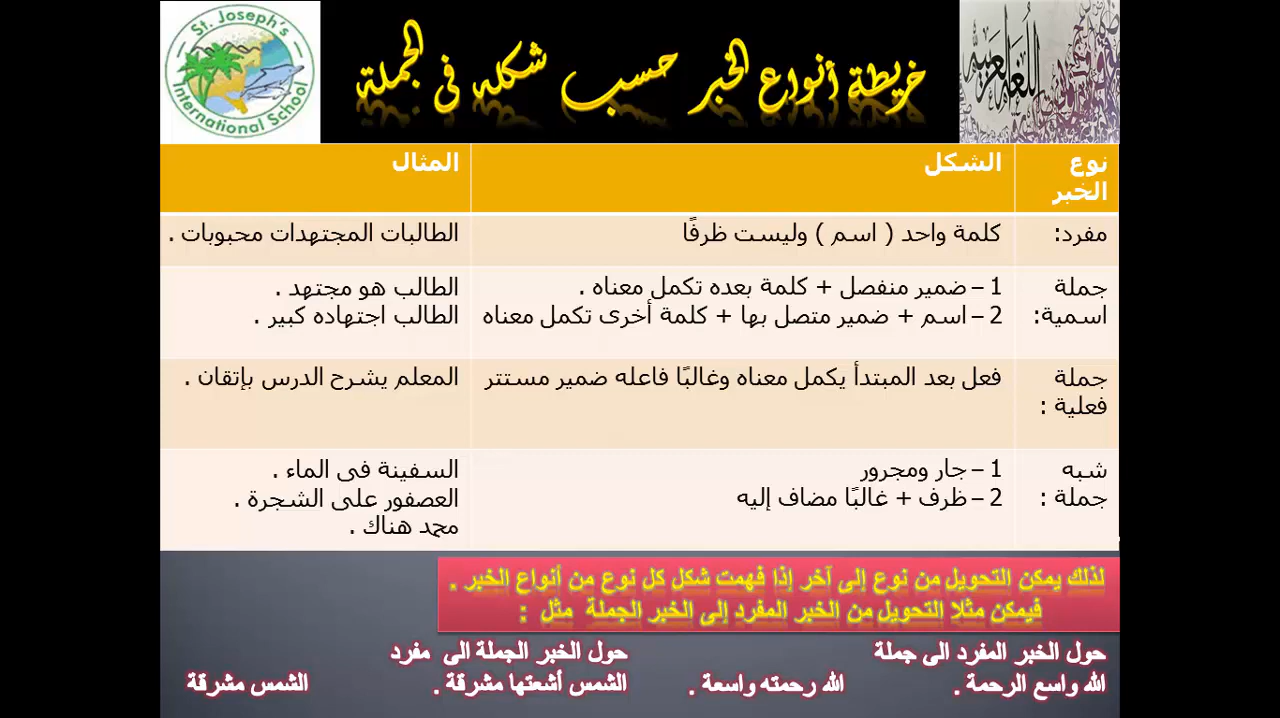 St. Joseph's
International School
خريطة أنواع الخبر حسب شكله فى الجملة
اللغة العربية
نوع الخبر
الشكل
المثال
مفرد:
كلمة واحد ( اسم ) وليست ظرفًا
الطالبات المجتهدات محبوبات .
جملة
اسمية:
1 – ضمير منفصل + كلمة بعده تكمل معناه .
2 – اسم + ضمير متصل بها + كلمة أخرى تكمل معناه
الطالب هو مجتهد .
الطالب اجتهاده كبير .
جملة
فعلية :
فعل بعد المبتدأ يكمل معناه وغالبًا فاعله ضمير مستتر
المعلم يشرح الدرس بإتقان .
شبه
جملة :
1 – جار ومجرور
2 – ظرف + غالبًا مضاف إليه
السفينة فى الماء .
العصفور على الشجرة .
محمد هناك .
لذلك يمكن التحويل من نوع إلى آخر إذا فهمت شكل كل نوع من أنواع الخبر .
فيمكن مثلا التحويل من الخبر المفرد إلى الخبر الجملة مثل :
حول الخبر المفرد الى جملة
الله واسع الرحمة .
الله رحمته واسعة .
حول الخبر الجملة الى مفرد
الشمس أشعتها مشرقة .
الشمس مشرقة